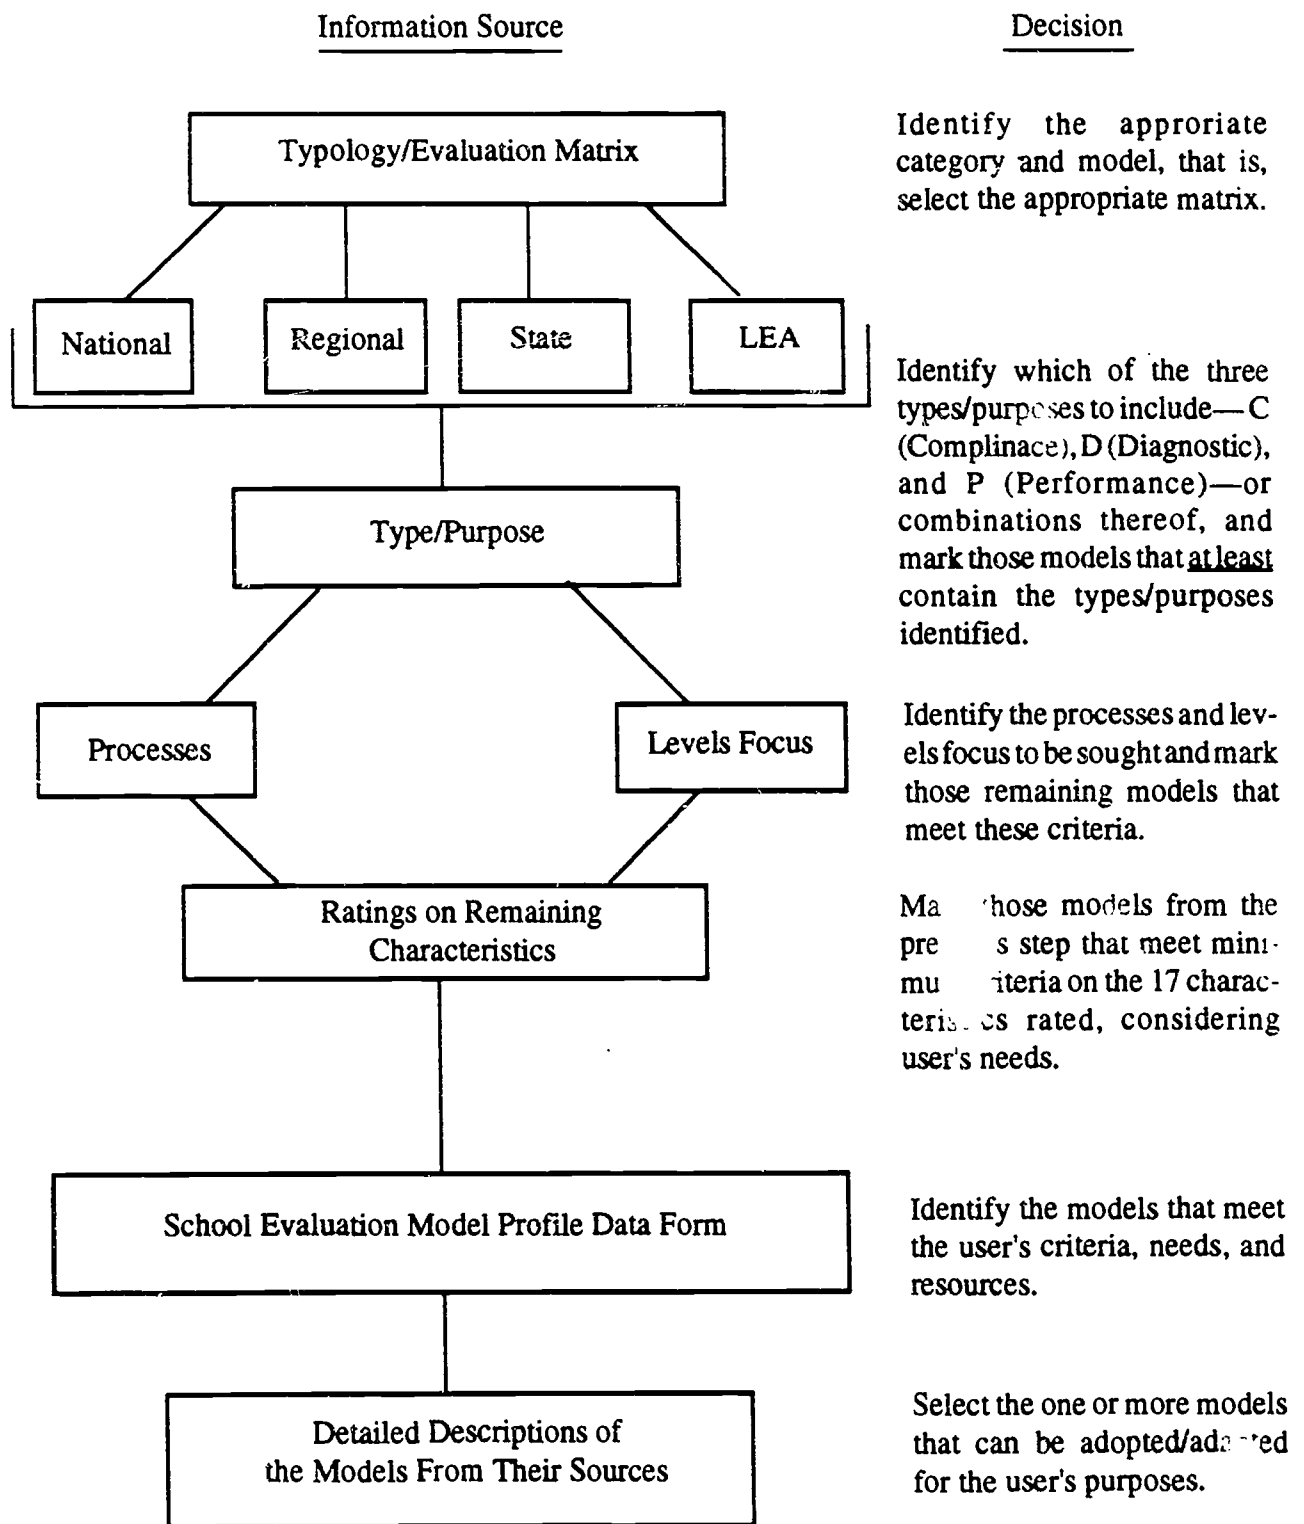 Information Source
Decision
Typology/Evaluation Matrix
Identify the approriate
category and model, that is,
select the appropriate matrix.
National
Regional
State
LEA
Identify which of the three
types/purposes to include—C
(Complinace), D (Diagnostic),
and P (Performance)—or
combinations thereof, and
mark those models that at least
contain the types/purposes
identified.
Type/Purpose
Processes
Levels Focus
Identify the processes and lev-
els focus to be sought and mark
those remaining models that
meet these criteria.
Ratings on Remaining
Characteristics
those models from the
step that meet mini-
on the 17 charac-
rated, considering
user's needs.
School Evaluation Model Profile Data Form
Identify the models that meet
the user's criteria, needs, and
resources.
Detailed Descriptions of
the Models From Their Sources
Select the one or more models
that can be adopted/adapted
for the user's purposes.